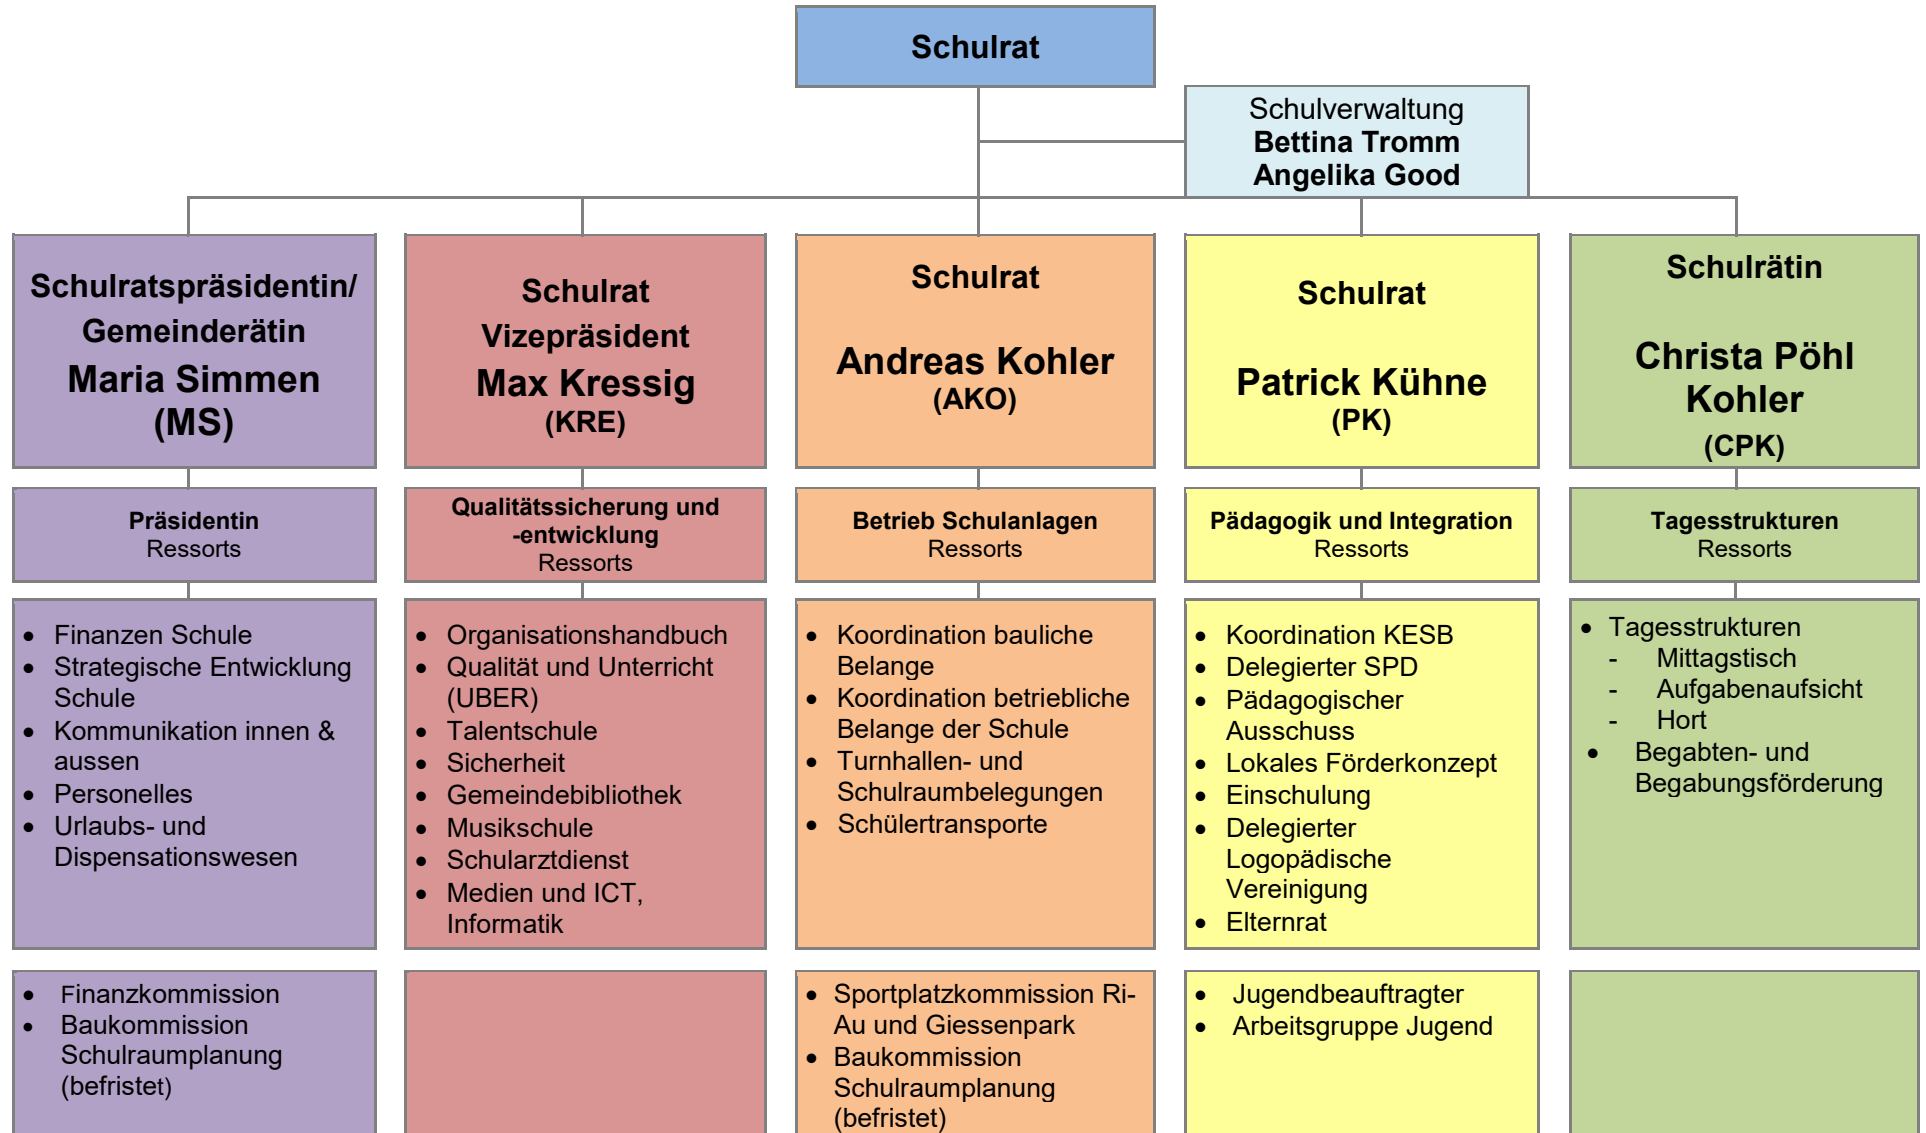 Schulrat
Schulverwaltung
Bettina Tromm
Angelika Good
Schulratspräsidentin/
Gemeinderätin
Maria Simmen
(MS)
Schulrat
Vizepräsident
Max Kressig
(KRE)
Schulrat
Andreas Kohler
(AKO)
Schulrat
Patrick Kühne
(PK)
Schulrätin
Christa Pöhl
Kohler
(CPK)
Präsidentin
Ressorts
Qualitätssicherung und
-entwicklung
Ressorts
Betrieb Schulanlagen
Ressorts
Pädagogik und Integration
Ressorts
Tagesstrukturen
Ressorts
• Finanzen Schule
• Strategische Entwicklung
Schule
• Kommunikation innen &
aussen
• Personelles
• Urlaubs- und
Dispensationswesen
• Organisationshandbuch
• Qualität und Unterricht
(UBER)
• Talentschule
• Sicherheit
• Gemeindebibliothek
• Musikschule
• Schularztdienst
• Medien und ICT,
Informatik
• Koordination bauliche
Belange
• Koordination betriebliche
Belange der Schule
• Turnhallen- und
Schulraumbelegungen
• Schülertransporte
• Koordination KESB
• Delegierter SPD
• Pädagogischer
Ausschuss
• Lokales Förderkonzept
• Einschulung
• Delegierter
Logopädische
Vereinigung
• Elternrat
• Tagesstrukturen
- Mittagstisch
- Aufgabenaufsicht
- Hort
• Begabten- und
Begabungsförderung
• Finanzkommission
• Baukommission
Schulraumplanung
(befristet)
• Sportplatzkommission Ri-
Au und Giessenpark
• Baukommission
Schulraumplanung
(befristet)
• Jugendbeauftragter
• Arbeitsgruppe Jugend